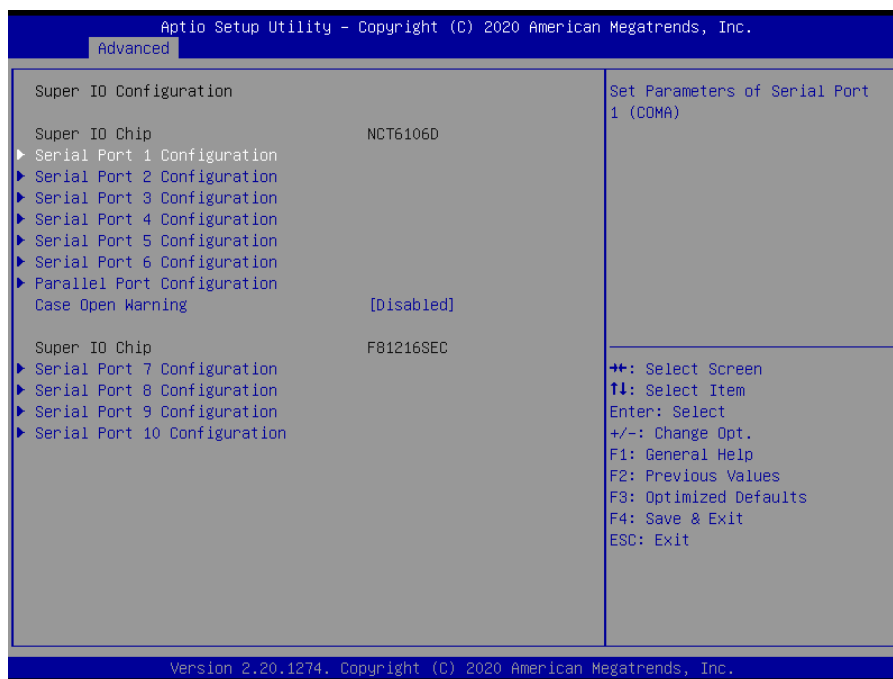 Aptio Setup Utility – Copyright (C) 2020 American Megatrends, Inc.
Advanced
Super IO Configuration
Super IO Chip NCT6106D
Serial Port 1 Configuration
Serial Port 2 Configuration
Serial Port 3 Configuration
Serial Port 4 Configuration
Serial Port 5 Configuration
Serial Port 6 Configuration
Parallel Port Configuration
Case Open Warning [Disabled]
Super IO Chip F81216SEC
Serial Port 7 Configuration
Serial Port 8 Configuration
Serial Port 9 Configuration
Serial Port 10 Configuration
Set Parameters of Serial Port
1 (COMA)
→←: Select Screen
↑↓: Select Item
Enter: Select
+/-: Change Opt.
F1: General Help
F2: Previous Values
F3: Optimized Defaults
F4: Save & Exit
ESC: Exit
Version 2.20.1274. Copyright (C) 2020 American Megatrends, Inc.